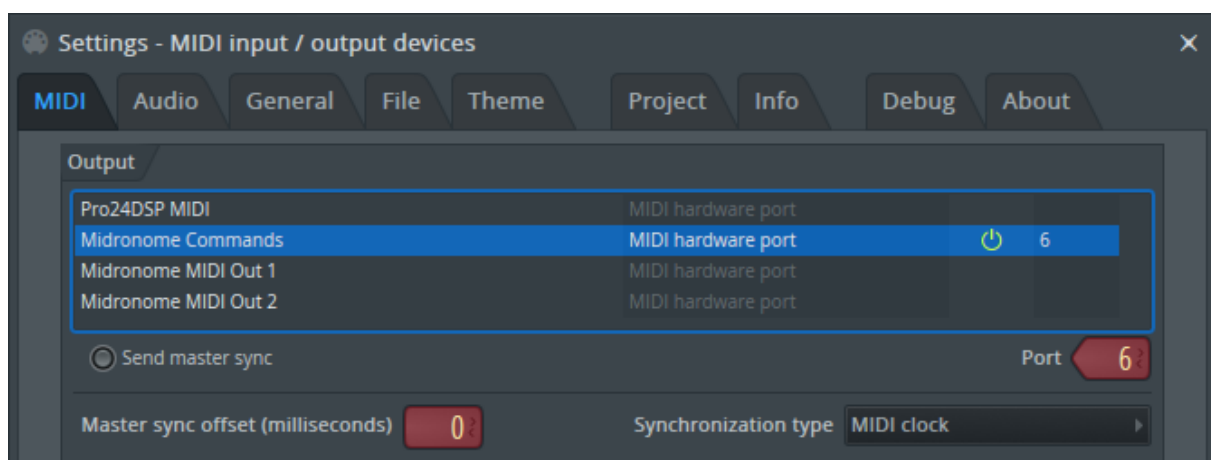 Settings - MIDI input / output devices
MIDI Audio General File Theme Project Info Debug About
Output
Pro24DSP MIDI MIDI hardware port
Midronome Commands MIDI hardware port 6
Midronome MIDI Out 1 MIDI hardware port
Midronome MIDI Out 2 MIDI hardware port
Send master sync Port 6
Master sync offset (milliseconds) 0 Synchronization type MIDI clock